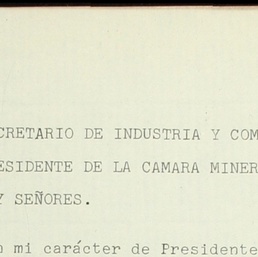 CRETARIO DE INDUSTRIA Y COM
ESIDENTE DE LA CAMARA MINER
Y SEÑORES.
n mi carácter de Presidente